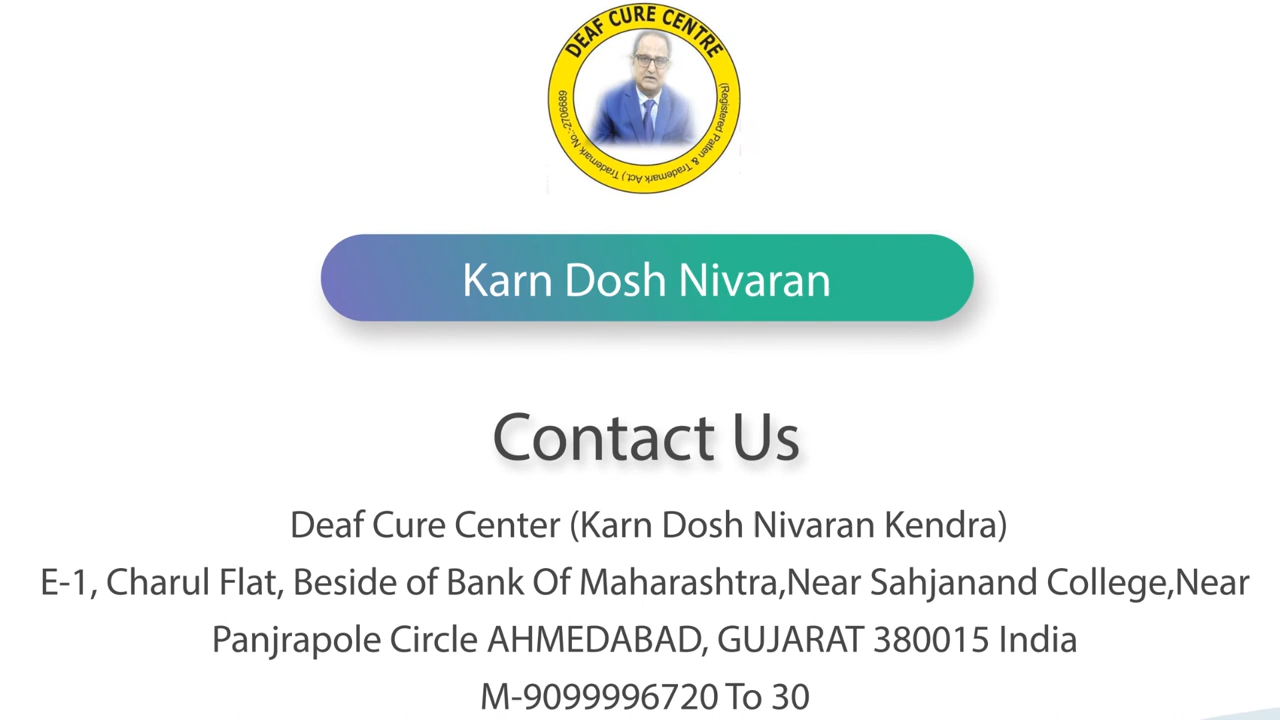 DEAF CURE CENTRE
(Registered Patten & Trademark Act.) Trademark No.:-2706689
Karn Dosh Nivaran
Contact Us
Deaf Cure Center (Karn Dosh Nivaran Kendra)
E-1, Charul Flat, Beside of Bank Of Maharashtra,Near Sahjanand College,Near
Panjrapole Circle AHMEDABAD, GUJARAT 380015 India
M-9099996720 To 30